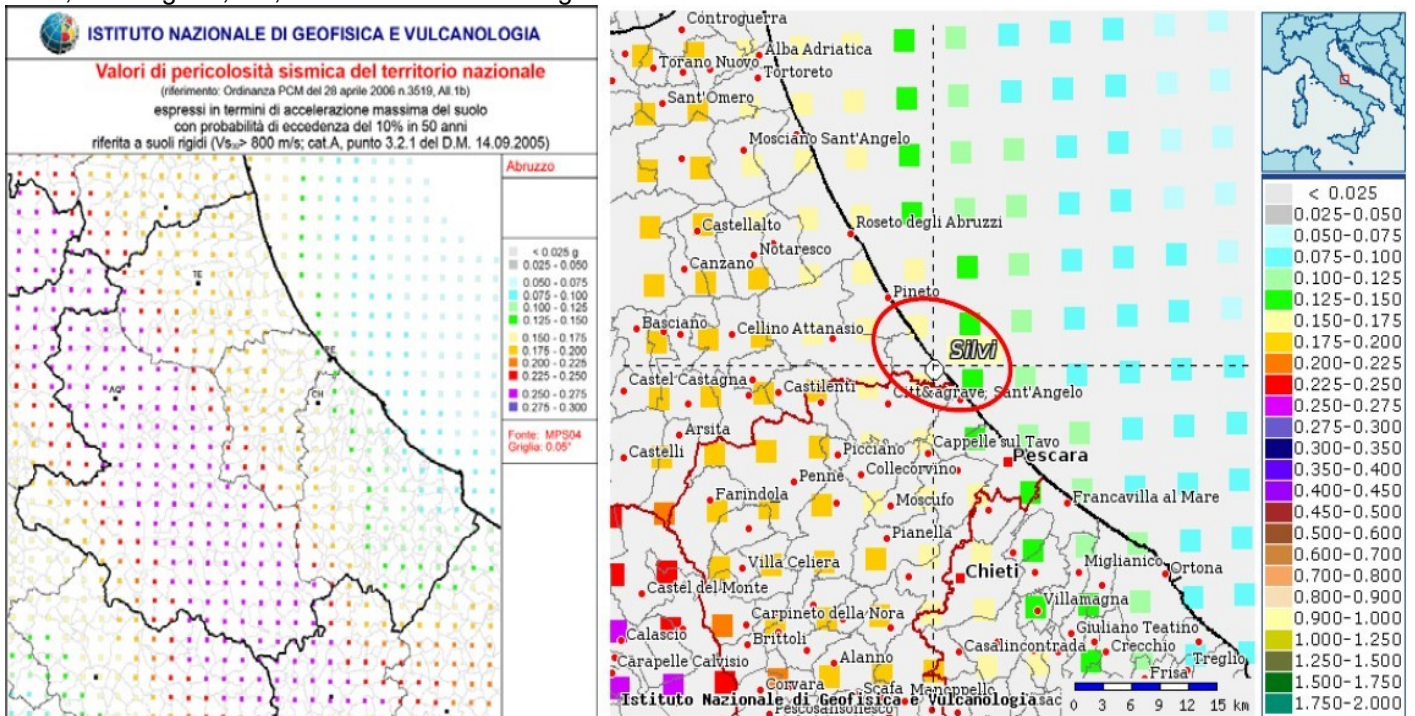 ISTITUTO NAZIONALE DI GEOFISICA E VULCANOLOGIA
Valori di pericolosità sismica del territorio nazionale
(riferimento: Ordinanza PCM del 28 aprile 2006 n.3519, All.1b)
espressi in termini di accelerazione massima del suolo
con probabilità di eccedenza del 10% in 50 anni
riferita a suoli rigidi (Vs₃₀> 800 m/s; cat.A, punto 3.2.1 del D.M. 14.09.2005)
Abruzzo
< 0.025 g
0.025 - 0.050
0.050 - 0.075
0.075 - 0.100
0.100 - 0.125
0.125 - 0.150
0.150 - 0.175
0.175 - 0.200
0.200 - 0.225
0.225 - 0.250
0.250 - 0.275
0.275 - 0.300
Fonte: MPS04
Griglia: 0.05°
TE
PE
AQ
CH
Controguerra
Alba Adriatica
Torano Nuovo
Tortoreto
Sant'Omero
Mosciano Sant'Angelo
Roseto degli Abruzzi
Castellalto
Notaresco
Canzano
Pineto
Basciano
Cellino Attanasio
Silvi
Castel Castagna
Castilenti
Citt&agrave; Sant'Angelo
Arsita
Cappelle sul Tavo
Castelli
Picciano
Pescara
Collecorvino
Penne
Farindola
Moscufo
Francavilla al Mare
Pianella
Villa Celiera
Chieti
Miglianico
Ortona
Castel del Monte
Villamagna
Carpineto della Nora
Giuliano Teatino
Calascio
Brittoli
Casalincontrada
Crecchio
Carapelle Calvisio
Alanno
Treglio
Frisa
Corvara
Scafa
Manoppello
Istituto Nazionale di Geofisica e Vulcanologia
Pescosansonesco
0 3 6 9 12 15 km
< 0.025
0.025-0.050
0.050-0.075
0.075-0.100
0.100-0.125
0.125-0.150
0.150-0.175
0.175-0.200
0.200-0.225
0.225-0.250
0.250-0.275
0.275-0.300
0.300-0.350
0.350-0.400
0.400-0.450
0.450-0.500
0.500-0.600
0.600-0.700
0.700-0.800
0.800-0.900
0.900-1.000
1.000-1.250
1.250-1.500
1.500-1.750
1.750-2.000